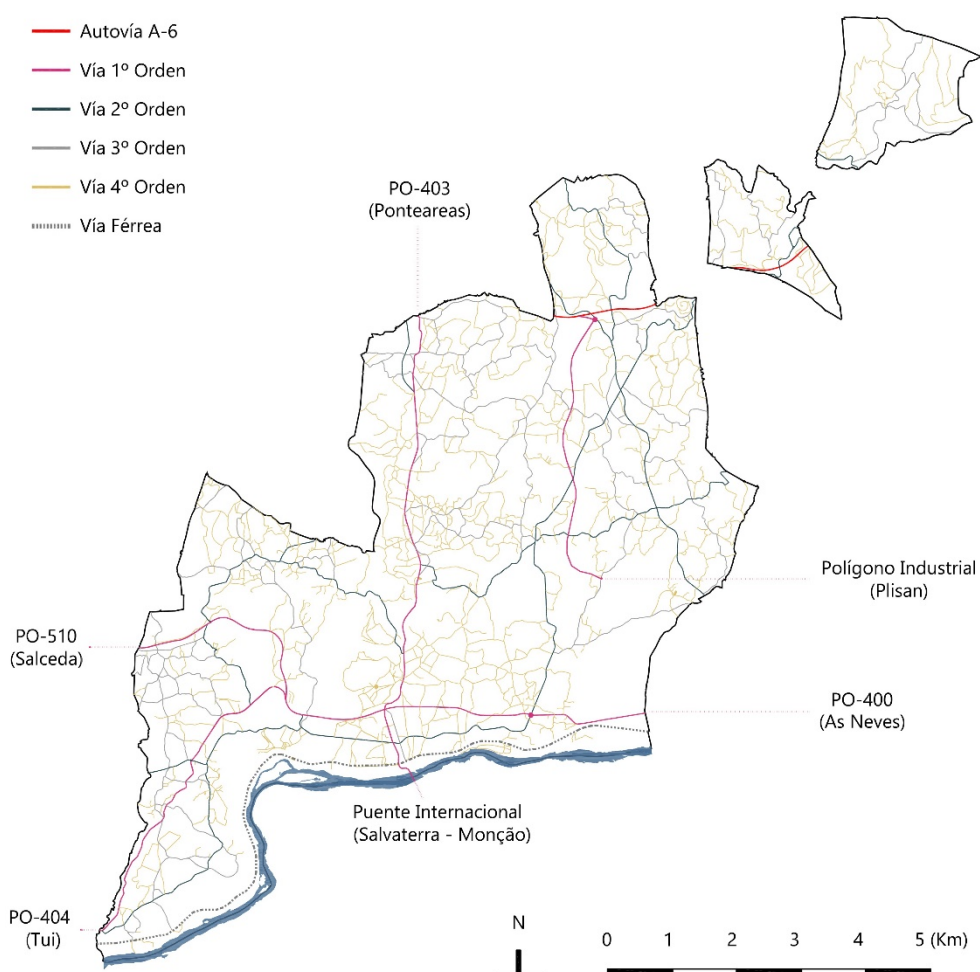 Autovía A-6
Vía 1º Orden
Vía 2º Orden
Vía 3º Orden
Vía 4º Orden
Vía Férrea
PO-403
(Ponteareas)
Polígono Industrial
(Plisan)
PO-510
(Salceda)
PO-400
(As Neves)
Puente Internacional
(Salvaterra - Monção)
PO-404
(Tui)
N
0 1 2 3 4 5 (Km)